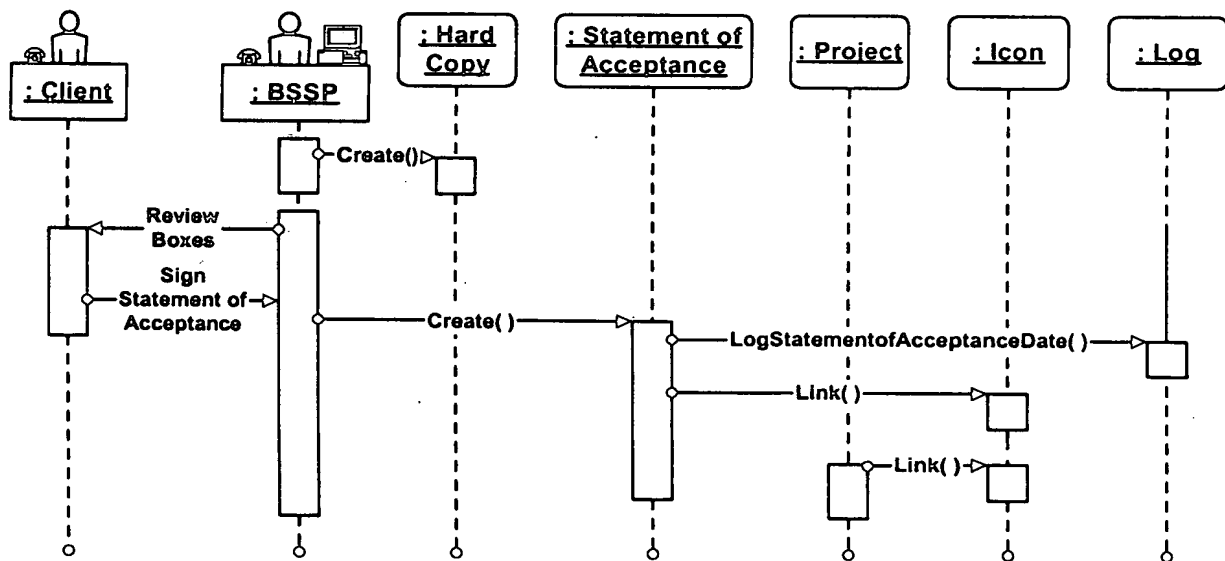 : Client
: BSSP
: Hard
Copy
: Statement of
Acceptance
: Project
: Icon
: Log
Create()
Review
Boxes
Sign
Statement of
Acceptance
Create( )
LogStatementofAcceptanceDate( )
Link( )
Link( )